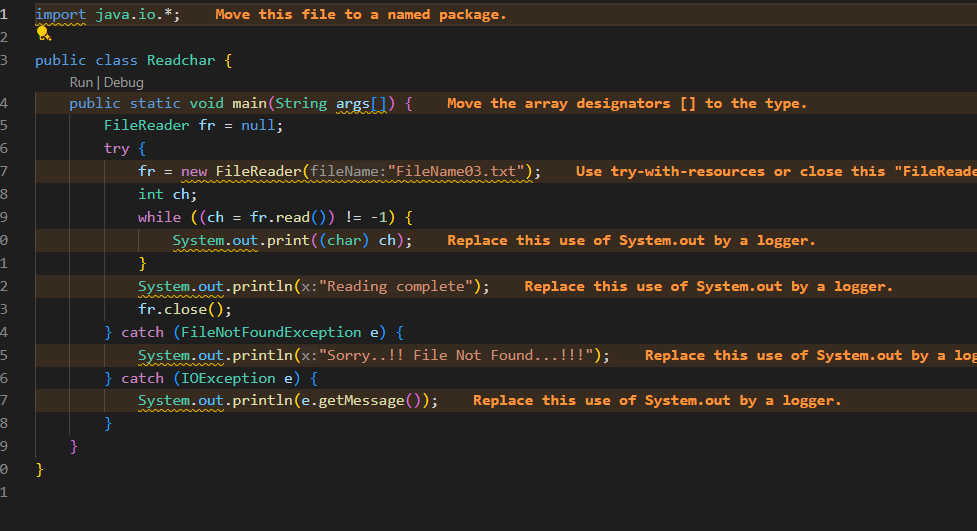 1 import java.io.*; Move this file to a named package.
2
3 public class Readchar {
Run | Debug
4 public static void main(String args[]) { Move the array designators [] to the type.
5 FileReader fr = null;
6 try {
7 fr = new FileReader(fileName:"FileName03.txt"); Use try-with-resources or close this "FileReade
8 int ch;
9 while ((ch = fr.read()) != -1) {
0 System.out.print((char) ch); Replace this use of System.out by a logger.
1 }
2 System.out.println(x:"Reading complete"); Replace this use of System.out by a logger.
3 fr.close();
4 } catch (FileNotFoundException e) {
5 System.out.println(x:"Sorry..!! File Not Found...!!!"); Replace this use of System.out by a log
6 } catch (IOException e) {
7 System.out.println(e.getMessage()); Replace this use of System.out by a logger.
8 }
9 }
0 }
1